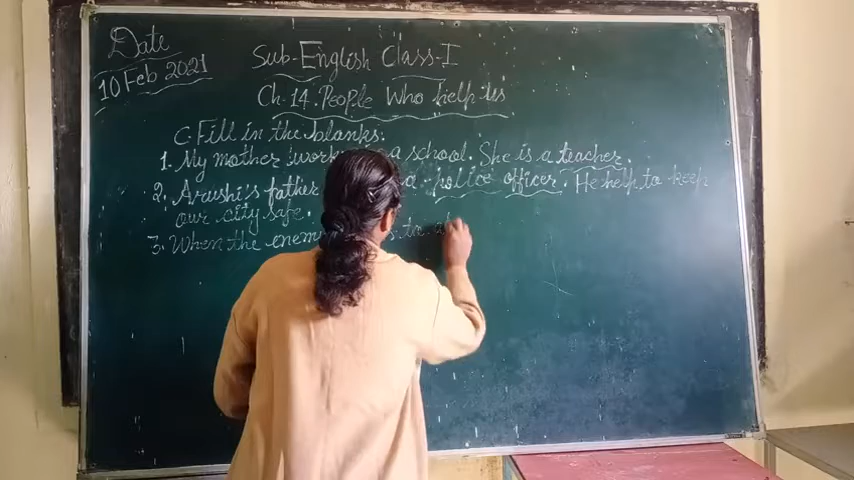 Date
10 Feb 2021
Sub-English Class-I
Ch-14. People Who help us
C. Fill in the blanks:
1. My mother works a school. She is a teacher.
2. Arushi's father a police officer. He help to keep
our city safe.
3. When the